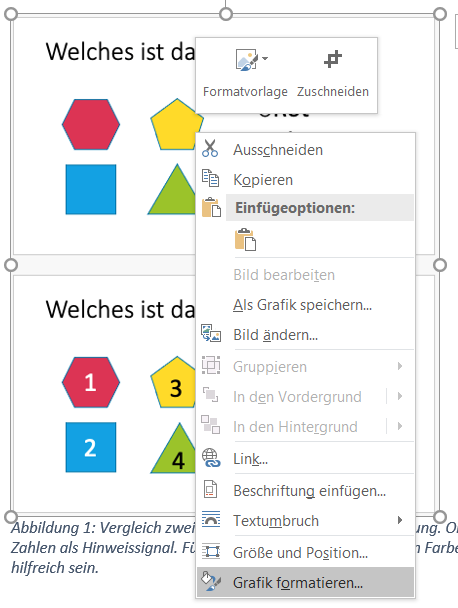 Welches ist da
Formatvorlage Zuschneiden
Ausschneiden
Kopieren
Einfügeoptionen:
Bild bearbeiten
Als Grafik speichern...
Bild ändern...
Welches ist da
Gruppieren
1 3
In den Vordergrund
In den Hintergrund
2 4
Link...
Beschriftung einfügen...
Abbildung 1: Vergleich zwei
Textumbruch
ung.
Zahlen als Hinweissignal.
Größe und Position...
Farbe
hilfreich sein.
Grafik formatieren...